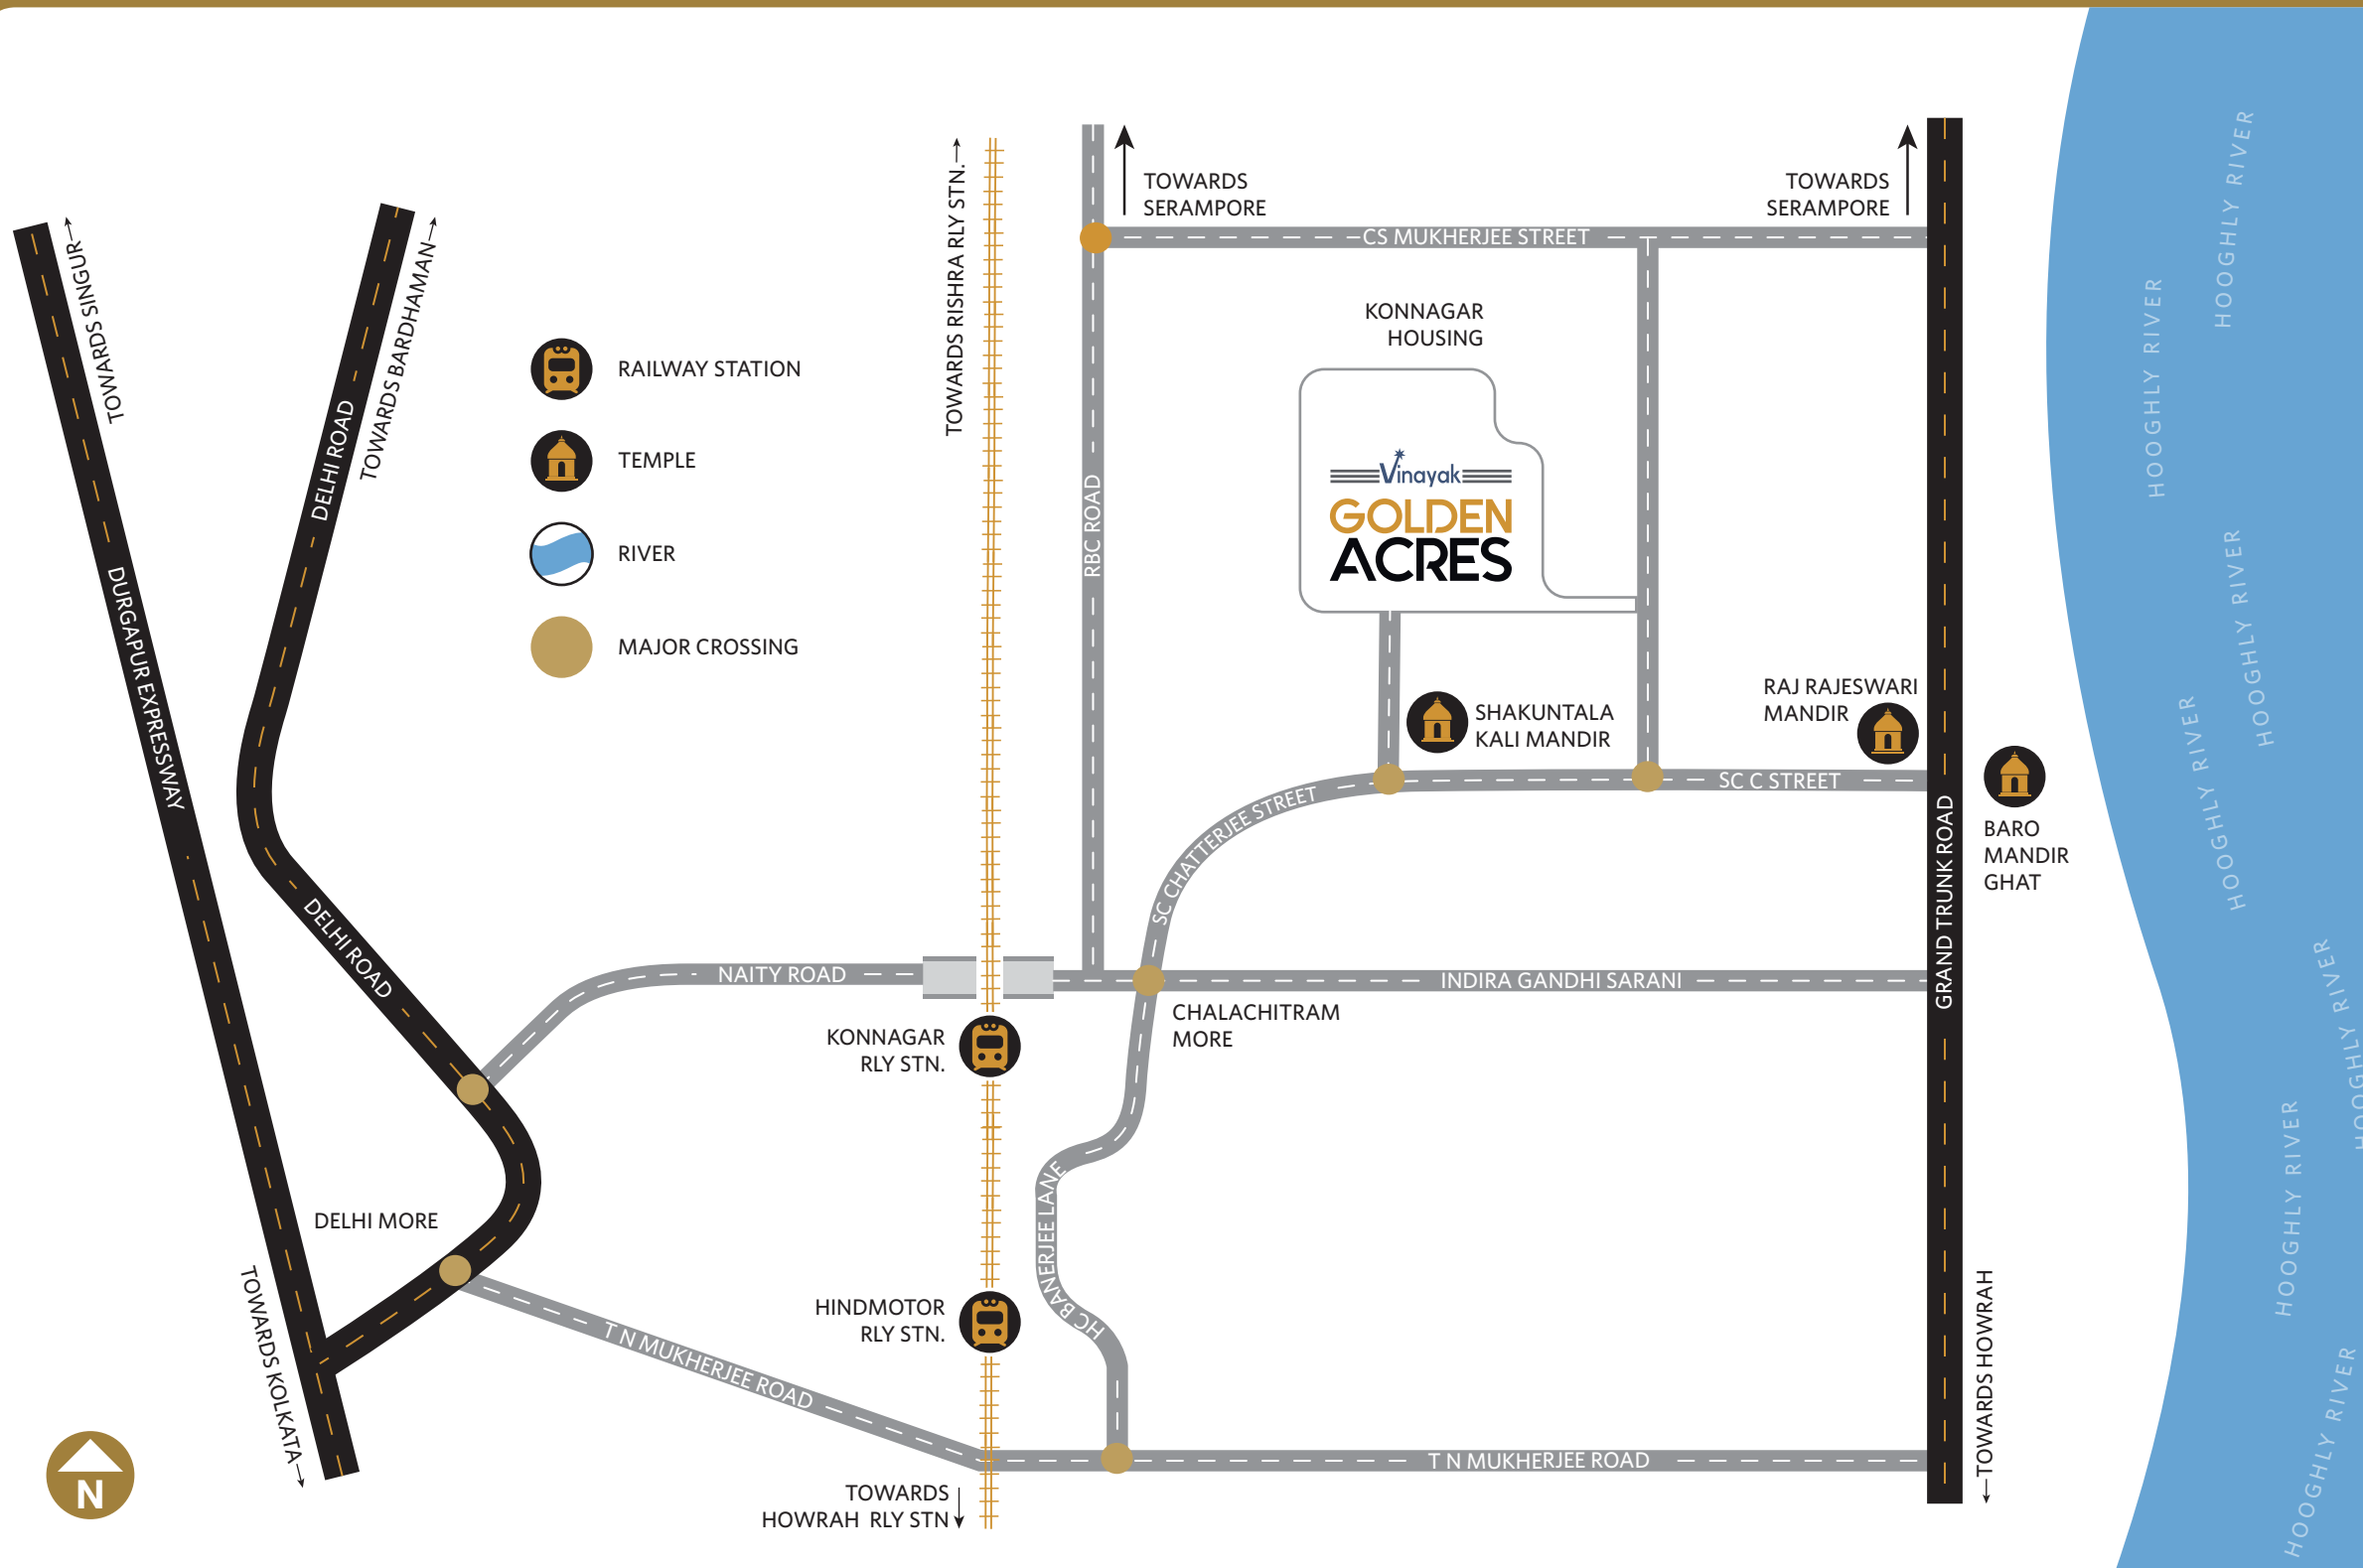 TOWARDS SINGUR
TOWARDS BARDHAMAN
DELHI ROAD
DURGAPUR EXPRESSWAY
DELHI ROAD
RAILWAY STATION
TEMPLE
RIVER
MAJOR CROSSING
TOWARDS RISHRA RLY STN.
TOWARDS
SERAMPORE
TOWARDS
SERAMPORE
CS MUKHERJEE STREET
RBC ROAD
KONNAGAR
HOUSING
Vinayak
GOLDEN
ACRES
SHAKUNTALA
KALI MANDIR
RAJ RAJESWARI
MANDIR
SC CHATTERJEE STREET
SC C STREET
BARO
MANDIR
GHAT
GRAND TRUNK ROAD
NAITY ROAD
INDIRA GANDHI SARANI
CHALACHITRAM
MORE
KONNAGAR
RLY STN.
HC BANERJEE LANE
DELHI MORE
HINDMOTOR
RLY STN.
TOWARDS KOLKATA
T N MUKHERJEE ROAD
T N MUKHERJEE ROAD
TOWARDS
HOWRAH RLY STN
TOWARDS HOWRAH
N
HOOGHLY RIVER
HOOGHLY RIVER
HOOGHLY RIVER
HOOGHLY RIVER
HOOGHLY RIVER
HOOGHLY RIVER
HOOGHLY RIVER
HOOGHLY RIVER